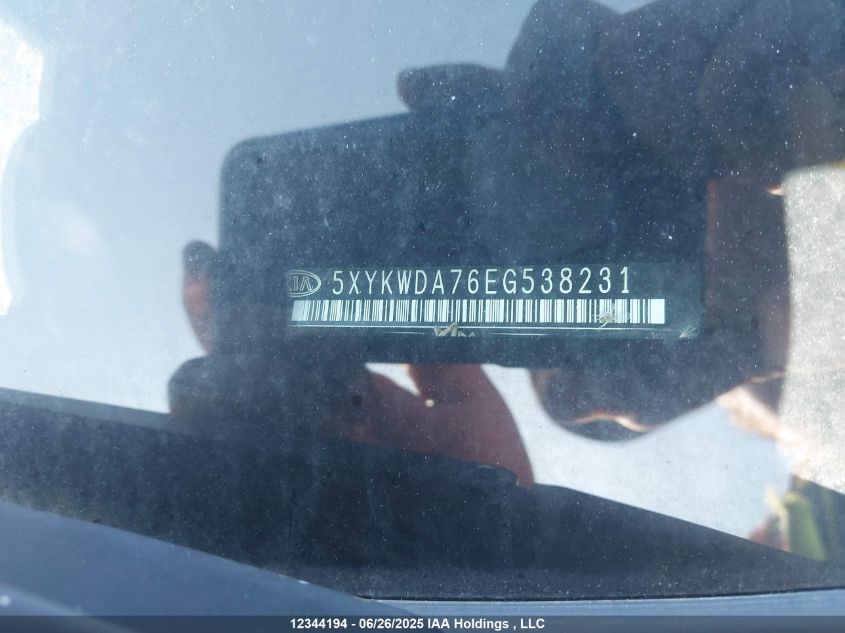 KIA 5XYKWDA76EG538231
12344194 - 06/26/2025 IAA Holdings , LLC